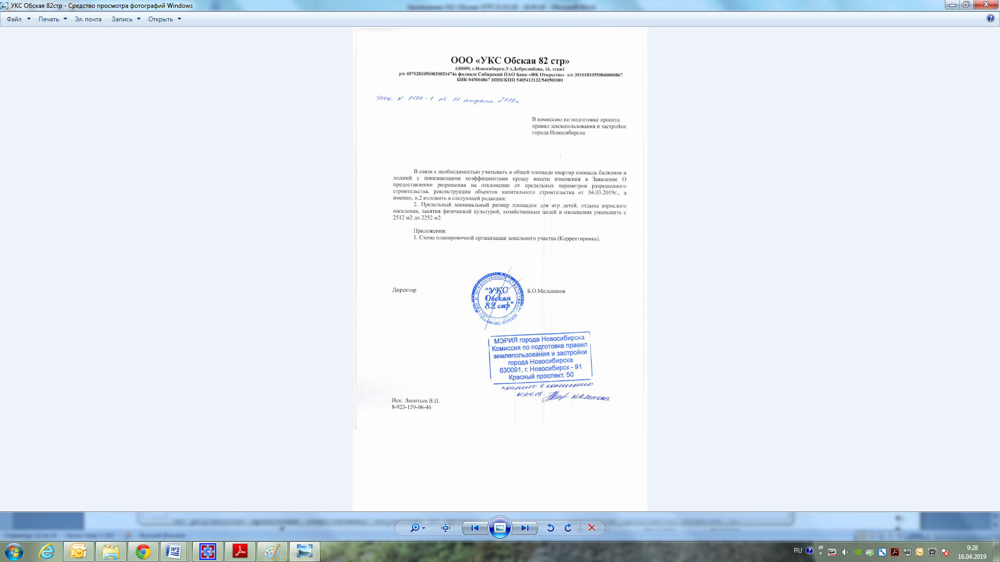 УКС Обская 82стр - Средство просмотра фотографий Windows
Файл Печать Эл. почта Запись Открыть
ООО «УКС Обская 82 стр»
630009, г.Новосибирск,Ул.Добролюбова, 16, этаж1
р/с 40702810500030020474в филиале Сибирский ПАО Банк «ФК Открытие» к/с 30101810550040000867
БИК 045004867 ИНН/КПП 5405413132/540501001
Исх. N 0104-1 от 01 апреля 2019г
В комиссию по подготовке проекта
правил землепользования и застройки
города Новосибирска
В связи с необходимостью учитывать в общей площади квартир площадь балконов и
лоджий с понижающими коэффициентами прошу внести изменения в Заявление О
предоставлении разрешения на отклонение от предельных параметров разрешенного
строительства, реконструкции объектов капитального строительства от 04.03.2019г., а
именно, п.2 изложить в следующей редакции:
2. Предельный минимальный размер площадок для игр детей, отдыха взрослого
населения, занятия физической культурой, хозяйственных целей и озеленения уменьшить с
2512 м2 до 2252 м2.
Приложения:
1. Схема планировочной организации земельного участка (Корректировка).
Директор
"УКС
Обская
82 стр"
Б.О.Мельников
МЭРИЯ города Новосибирска
Комиссия по подготовке правил
землепользования и застройки
города Новосибирска
630091, г. Новосибирск - 91
Красный проспект, 50
принято в комиссию
01.04.19
Исп. Леонтьев В.Н.
8-923-159-06-46
RU
9:28
16.04.2019